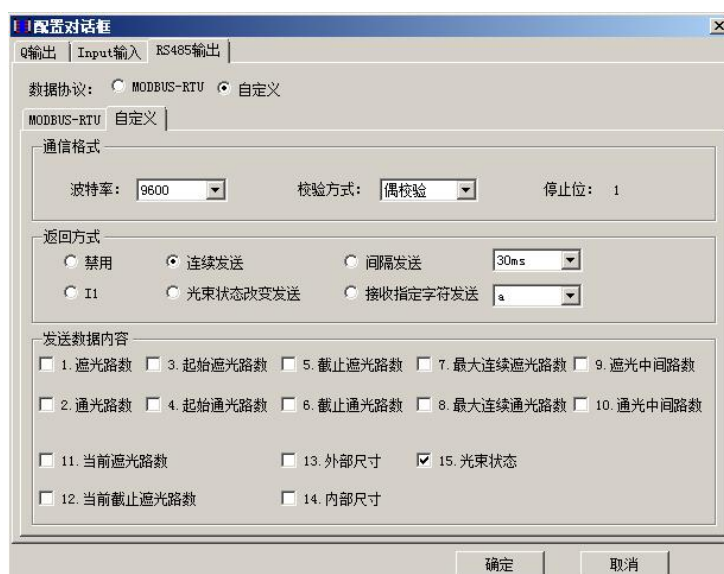 配置对话框
Q输出 Input输入 RS485输出
数据协议： MODBUS-RTU 自定义
MODBUS-RTU 自定义
通信格式
波特率： 9600 校验方式： 偶校验 停止位： 1
返回方式
禁用 连续发送 间隔发送 30ms
I1 光束状态改变发送 接收指定字符发送 a
发送数据内容
1.遮光路数 3.起始遮光路数 5.截止遮光路数 7.最大连续遮光路数 9.遮光中间路数
2.通光路数 4.起始通光路数 6.截止通光路数 8.最大连续通光路数 10.通光中间路数
11.当前遮光路数 13.外部尺寸 15.光束状态
12.当前截止遮光路数 14.内部尺寸
确定 取消